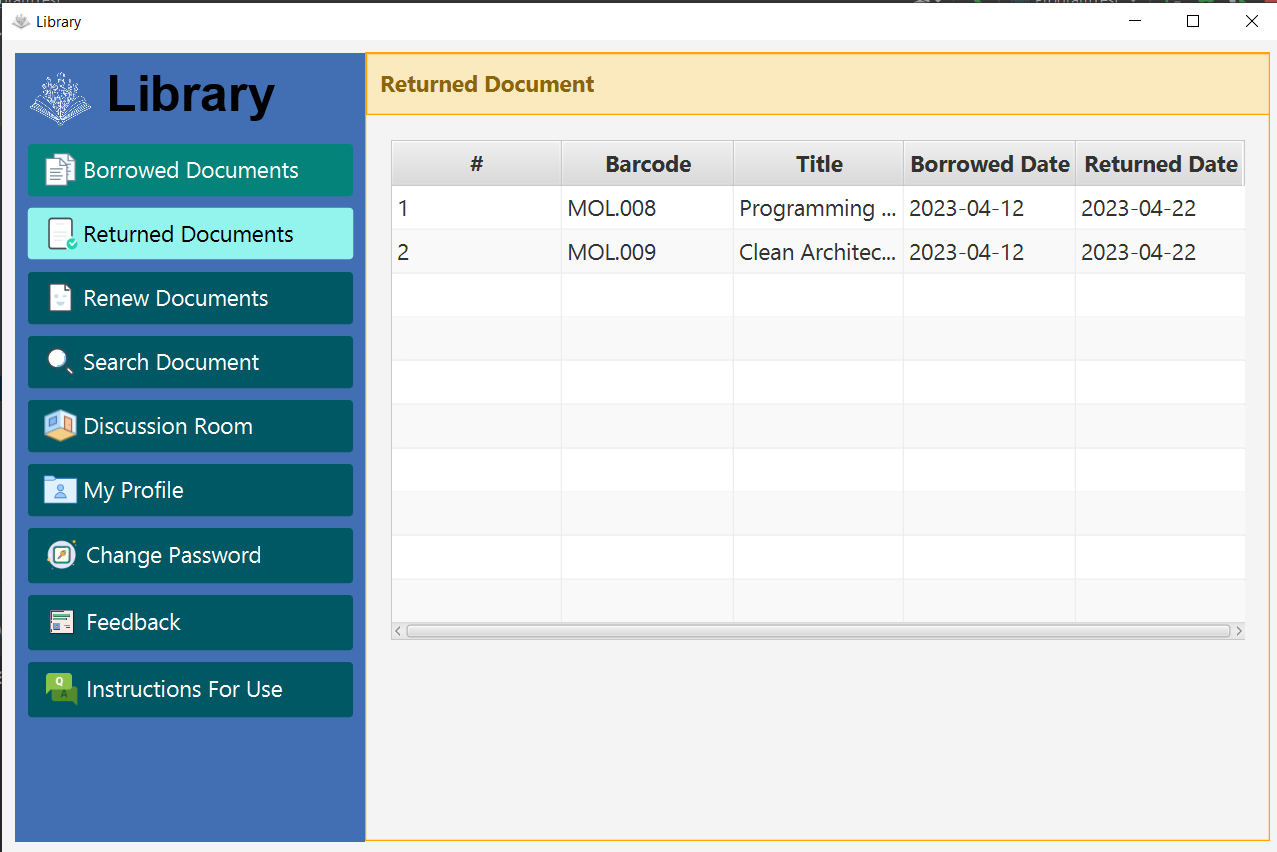 Library
Library
Borrowed Documents
Returned Documents
Renew Documents
Search Document
Discussion Room
My Profile
Change Password
Feedback
Q
A
Instructions For Use
Returned Document
# Barcode Title Borrowed Date Returned Date
1 MOL.008 Programming ... 2023-04-12 2023-04-22
2 MOL.009 Clean Architec... 2023-04-12 2023-04-22